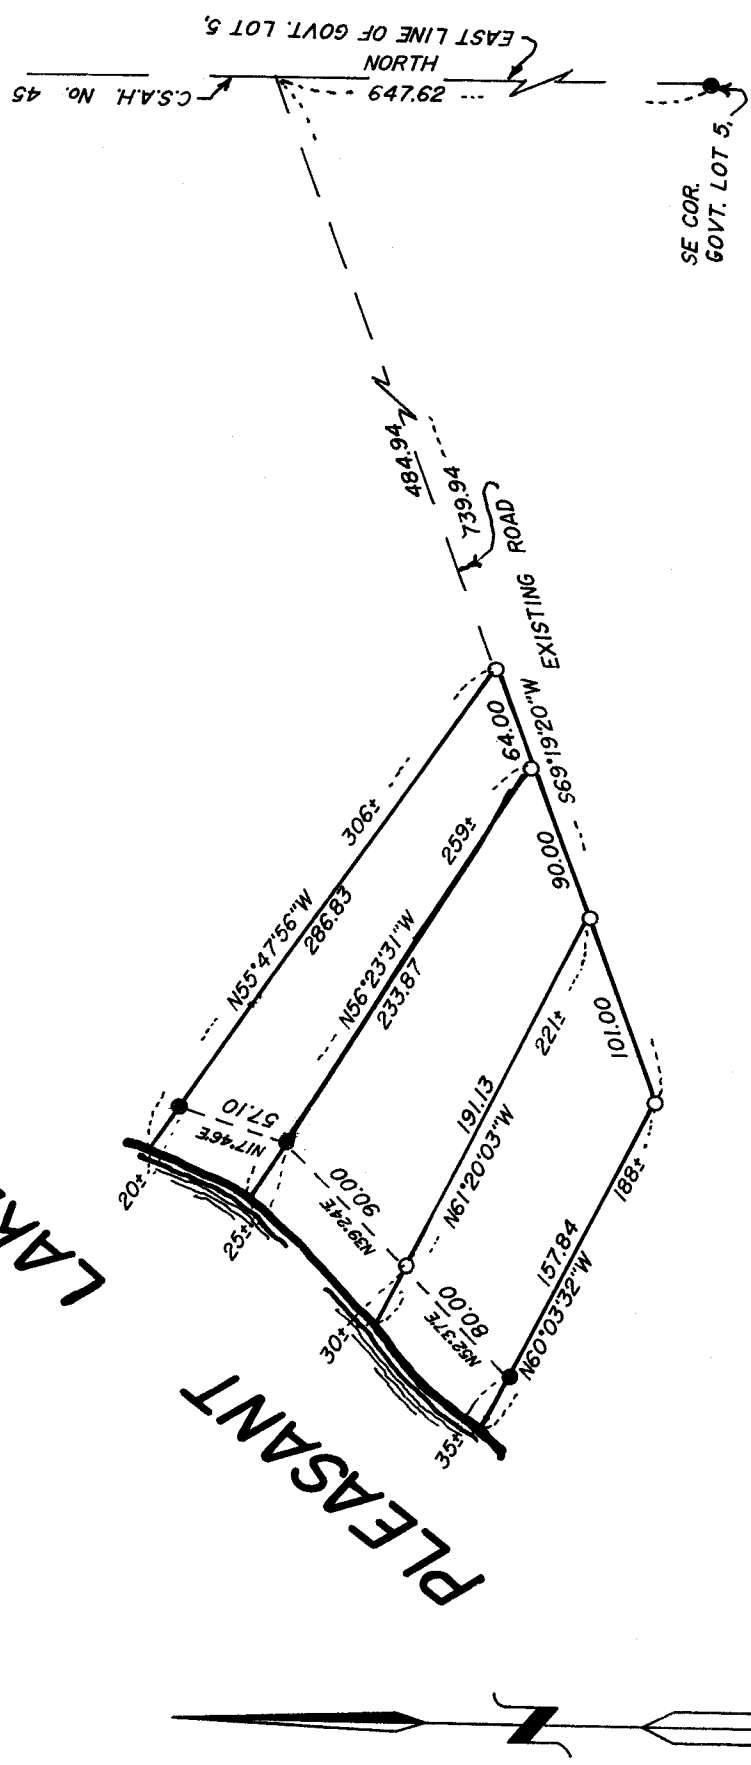 EAST LINE OF GOVT. LOT 5,
NORTH
647.62
C.S.A.H. No. 45
SE COR.
GOVT. LOT 5,
484.94
739.94
EXISTING ROAD
S69°19'20"W
64.00
90.00
101.00
306±
N55°47'56"W
286.83
259±
N56°23'31"W
233.87
221±
191.13
N61°20'03"W
188±
157.84
N60°03'32"W
57.10
N17°46'E
90.00
N39°24'E
80.00
N52°37'E
20±
25±
30±
35±
LAK
PLEASANT
N